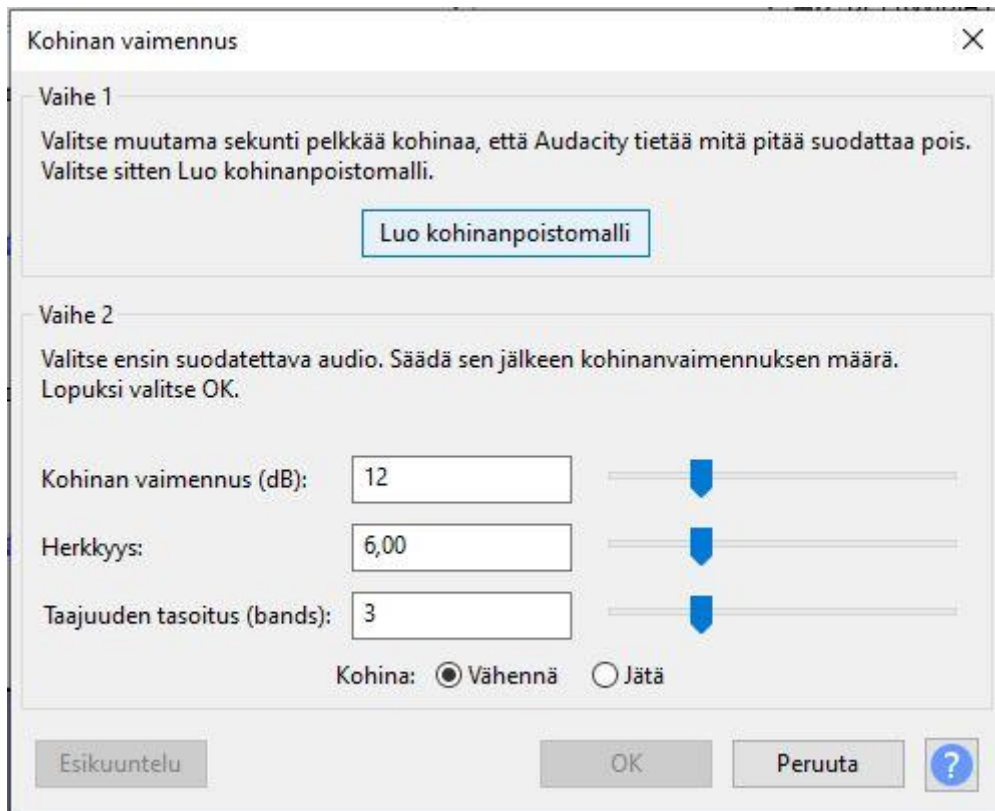 Kohinan vaimennus
Vaihe 1
Valitse muutama sekunti pelkkää kohinaa, että Audacity tietää mitä pitää suodattaa pois.
Valitse sitten Luo kohinanpoistomalli.
Luo kohinanpoistomalli
Vaihe 2
Valitse ensin suodatettava audio. Säädä sen jälkeen kohinanvaimennuksen määrä.
Lopuksi valitse OK.
Kohinan vaimennus (dB): 12
Herkkyys: 6,00
Taajuuden tasoitus (bands): 3
Kohina: Vähennä Jätä
Esikuuntelu OK Peruuta ?